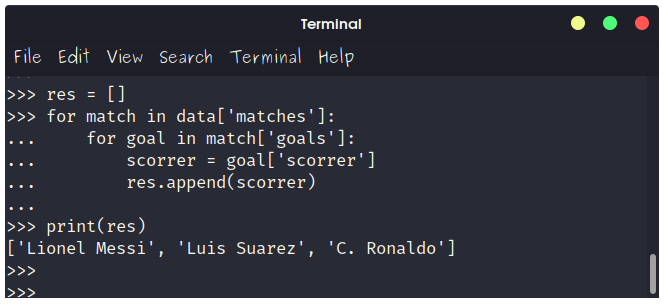 Terminal
File Edit View Search Terminal Help
>>> res = []
>>> for match in data['matches']:
...     for goal in match['goals']:
...         scorrer = goal['scorrer']
...         res.append(scorrer)
...
>>> print(res)
['Lionel Messi', 'Luis Suarez', 'C. Ronaldo']
>>>
>>>